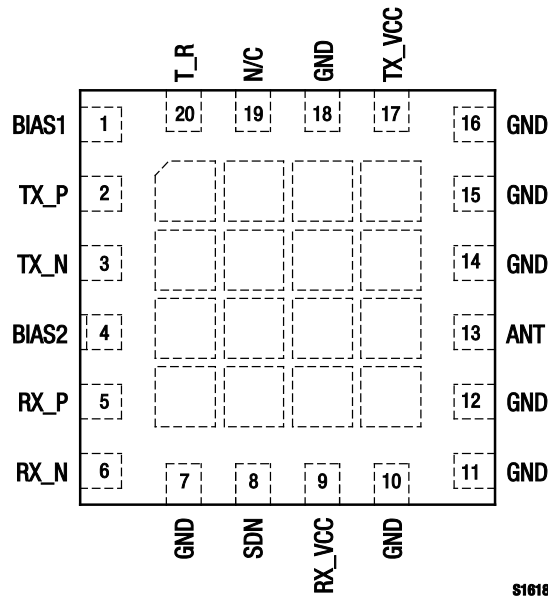 T_R
N/C
GND
TX_VCC
20
19
18
17
BIAS1
1
16
GND
TX_P
2
15
GND
TX_N
3
14
GND
BIAS2
4
13
ANT
RX_P
5
12
GND
RX_N
6
11
GND
7
8
9
10
GND
SDN
RX_VCC
GND
S1618